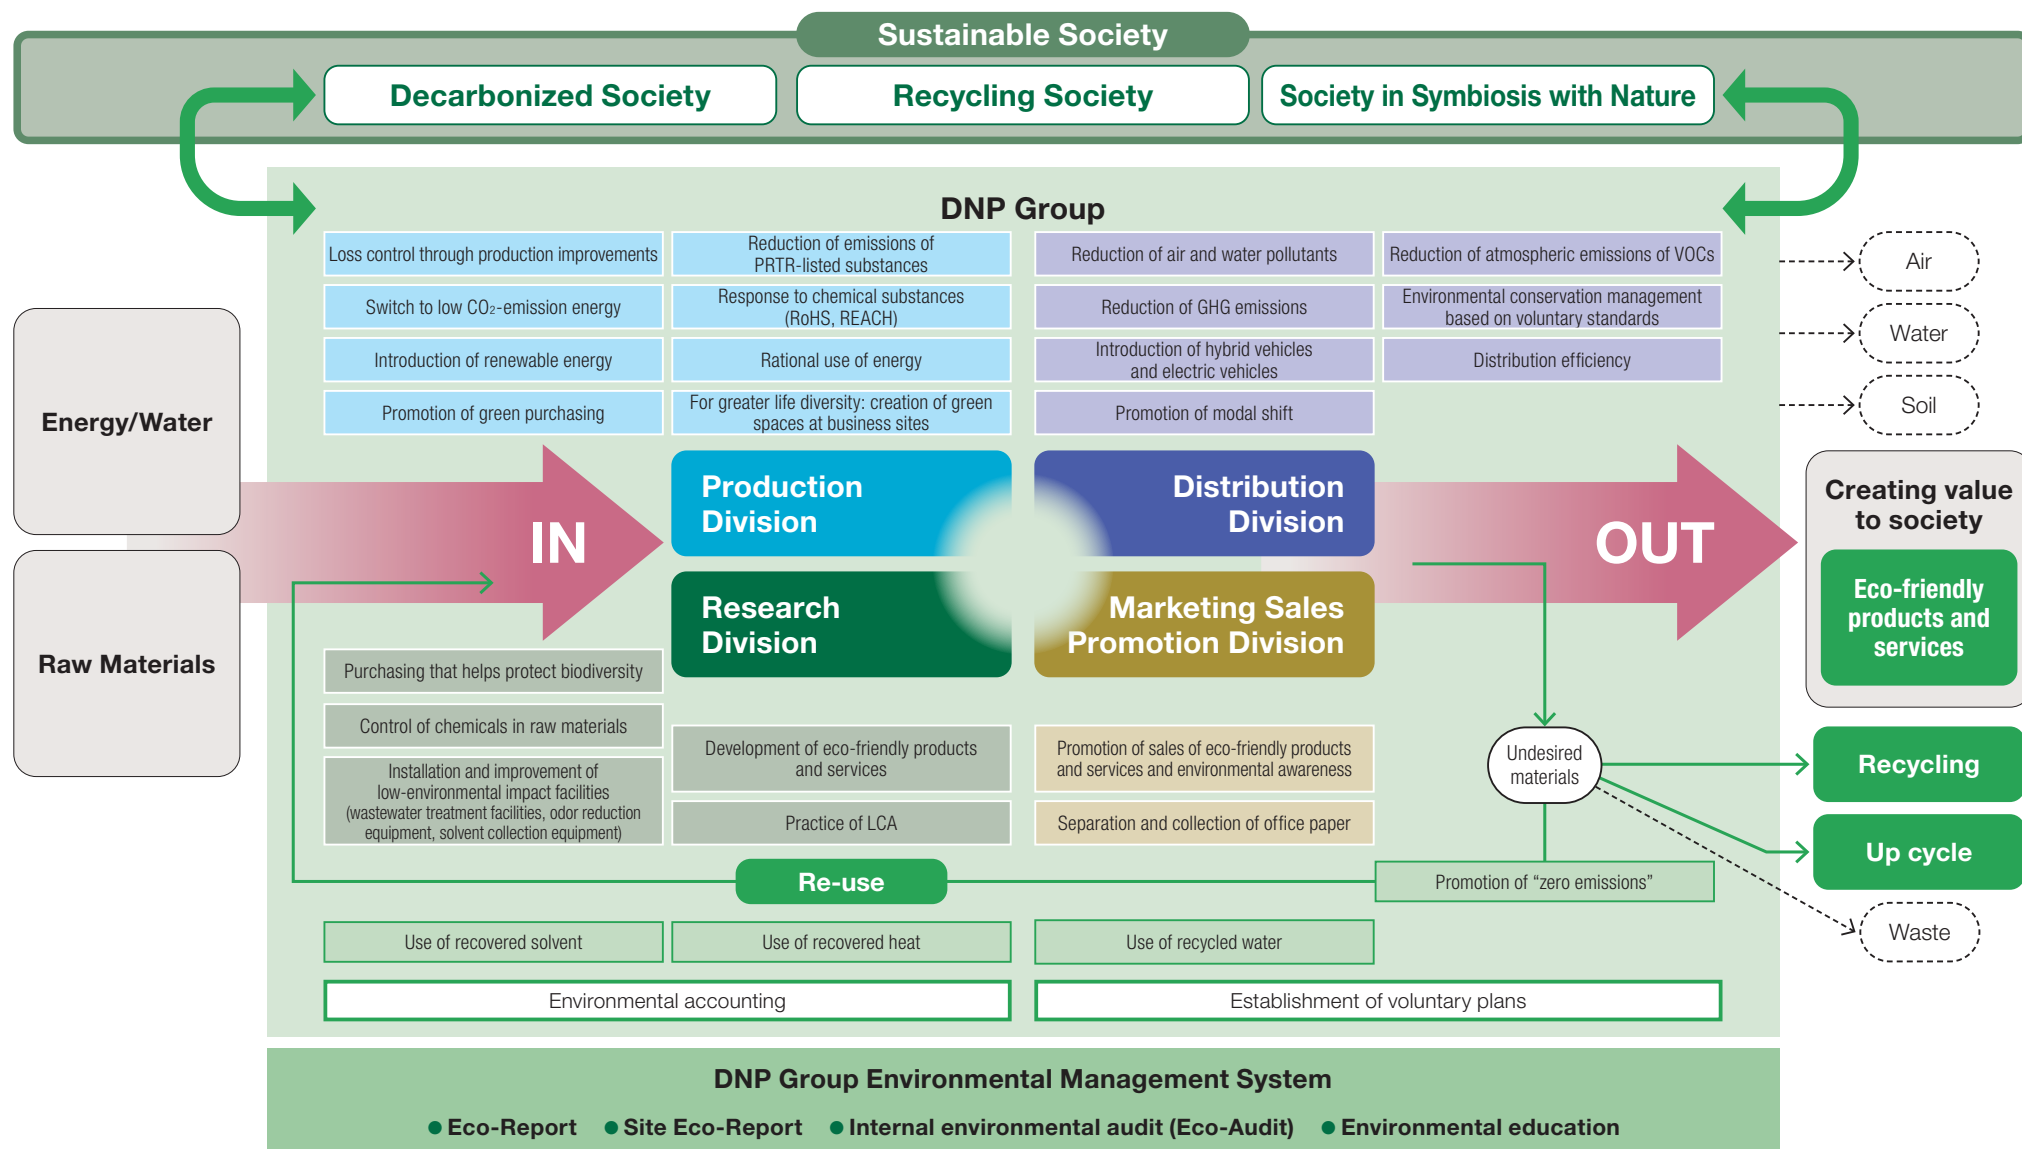 Sustainable Society
Decarbonized Society
Recycling Society
Society in Symbiosis with Nature
DNP Group
Loss control through production improvements
Reduction of emissions of
PRTR-listed substances
Reduction of air and water pollutants
Reduction of atmospheric emissions of VOCs
Switch to low CO₂-emission energy
Response to chemical substances
(RoHS, REACH)
Reduction of GHG emissions
Environmental conservation management
based on voluntary standards
Introduction of renewable energy
Rational use of energy
Introduction of hybrid vehicles
and electric vehicles
Distribution efficiency
Promotion of green purchasing
For greater life diversity: creation of green
spaces at business sites
Promotion of modal shift
Air
Water
Soil
Energy/Water
Raw Materials
IN
Production
Division
Distribution
Division
Research
Division
Marketing Sales
Promotion Division
OUT
Creating value
to society
Eco-friendly
products and
services
Purchasing that helps protect biodiversity
Control of chemicals in raw materials
Installation and improvement of
low-environmental impact facilities
(wastewater treatment facilities, odor reduction
equipment, solvent collection equipment)
Development of eco-friendly products
and services
Practice of LCA
Promotion of sales of eco-friendly products
and services and environmental awareness
Separation and collection of office paper
Undesired
materials
Recycling
Up cycle
Waste
Re-use
Promotion of “zero emissions”
Use of recovered solvent
Use of recovered heat
Use of recycled water
Environmental accounting
Establishment of voluntary plans
DNP Group Environmental Management System
● Eco-Report ● Site Eco-Report ● Internal environmental audit (Eco-Audit) ● Environmental education